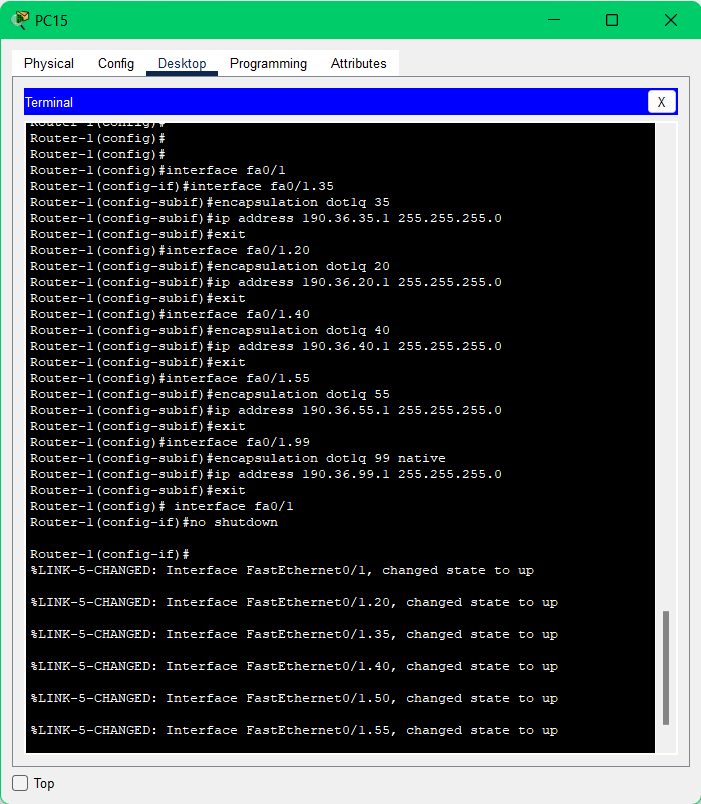 PC15
Physical Config Desktop Programming Attributes
Terminal
X
Router-1(config)#
Router-1(config)#
Router-1(config)#
Router-1(config)#interface fa0/1
Router-1(config-if)#interface fa0/1.35
Router-1(config-subif)#encapsulation dot1q 35
Router-1(config-subif)#ip address 190.36.35.1 255.255.255.0
Router-1(config-subif)#exit
Router-1(config)#interface fa0/1.20
Router-1(config-subif)#encapsulation dot1q 20
Router-1(config-subif)#ip address 190.36.20.1 255.255.255.0
Router-1(config-subif)#exit
Router-1(config)#interface fa0/1.40
Router-1(config-subif)#encapsulation dot1q 40
Router-1(config-subif)#ip address 190.36.40.1 255.255.255.0
Router-1(config-subif)#exit
Router-1(config)#interface fa0/1.55
Router-1(config-subif)#encapsulation dot1q 55
Router-1(config-subif)#ip address 190.36.55.1 255.255.255.0
Router-1(config-subif)#exit
Router-1(config)#interface fa0/1.99
Router-1(config-subif)#encapsulation dot1q 99 native
Router-1(config-subif)#ip address 190.36.99.1 255.255.255.0
Router-1(config-subif)#exit
Router-1(config)# interface fa0/1
Router-1(config-if)#no shutdown
Router-1(config-if)#
%LINK-5-CHANGED: Interface FastEthernet0/1, changed state to up
%LINK-5-CHANGED: Interface FastEthernet0/1.20, changed state to up
%LINK-5-CHANGED: Interface FastEthernet0/1.35, changed state to up
%LINK-5-CHANGED: Interface FastEthernet0/1.40, changed state to up
%LINK-5-CHANGED: Interface FastEthernet0/1.50, changed state to up
%LINK-5-CHANGED: Interface FastEthernet0/1.55, changed state to up
Top